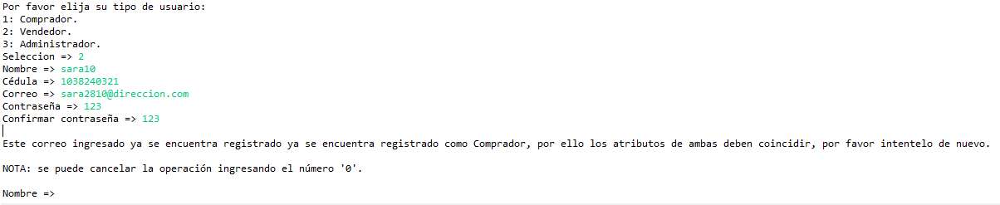 Por favor elija su tipo de usuario:
1: Comprador.
2: Vendedor.
3: Administrador.
Seleccion => 2
Nombre => sara10
Cédula => 1038240321
Correo => sara2810@direccion.com
Contraseña => 123
Confirmar contraseña => 123
Este correo ingresado ya se encuentra registrado ya se encuentra registrado como Comprador, por ello los atributos de ambas deben coincidir, por favor intentelo de nuevo.
NOTA: se puede cancelar la operación ingresando el número '0'.
Nombre =>